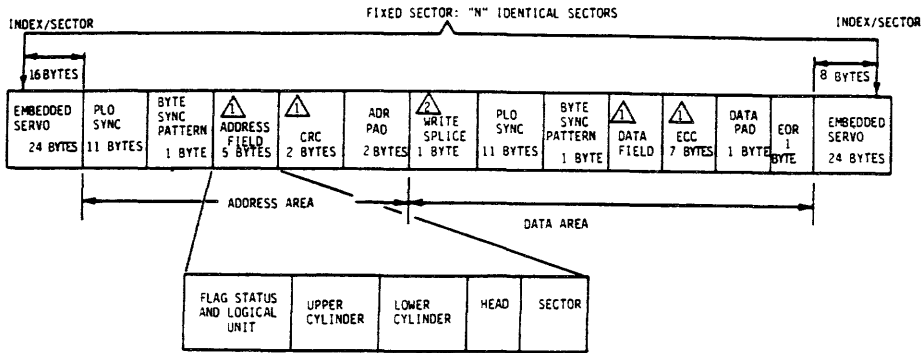 FIXED SECTOR: "N" IDENTICAL SECTORS
INDEX/SECTOR
INDEX/SECTOR
16 BYTES
8 BYTES
EMBEDDED
SERVO
24 BYTES
PLO
SYNC
11 BYTES
BYTE
SYNC
PATTERN
1 BYTE
1
ADDRESS
FIELD
5 BYTES
1
CRC
2 BYTES
ADR
PAD
2 BYTES
2
WRITE
SPLICE
1 BYTE
PLO
SYNC
11 BYTES
BYTE
SYNC
PATTERN
1 BYTE
1
DATA
FIELD
1
ECC
7 BYTES
DATA
PAD
1 BYTE
EOR
1
BYTE
EMBEDDED
SERVO
24 BYTES
ADDRESS AREA
DATA AREA
FLAG STATUS
AND LOGICAL
UNIT
UPPER
CYLINDER
LOWER
CYLINDER
HEAD
SECTOR